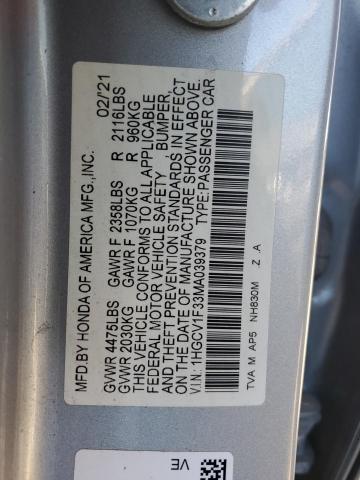 MFD.BY HONDA OF AMERICA MFG.,INC. 02/'21
GVWR 4475LBS GAWR F 2358LBS R 2116LBS
GVWR 2030KG GAWR F 1070KG R 960KG
THIS VEHICLE CONFORMS TO ALL APPLICABLE
FEDERAL MOTOR VEHICLE SAFETY, BUMPER,
AND THEFT PREVENTION STANDARDS IN EFFECT
ON THE DATE OF MANUFACTURE SHOWN ABOVE.
V.I.N.: 1HGCV1F33MA039379 TYPE:PASSENGER CAR
TVA M AP5 NH830M .Z .A
VE